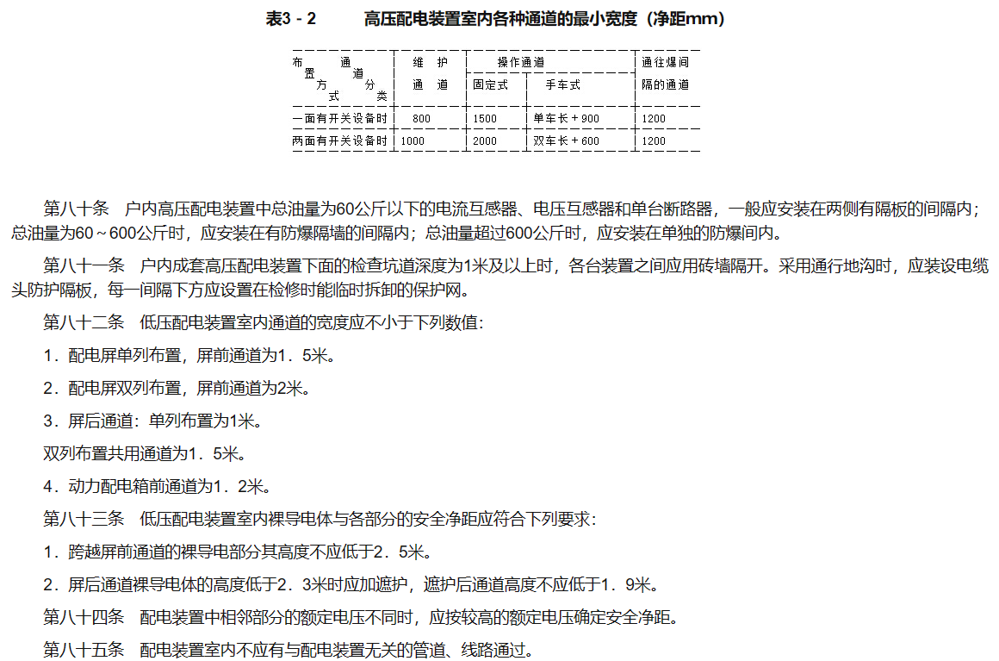 表3－2　　　高压配电装置室内各种通道的最小宽度（净距mm）
布置方式　通道分类　维护通道　操作通道　通往爆间隔的通道
固定式　手车式
一面有开关设备时　800　1500　单车长＋900　1200
两面有开关设备时　1000　2000　双车长＋600　1200
第八十条　户内高压配电装置中总油量为60公斤以下的电流互感器、电压互感器和单台断路器，一般应安装在两侧有隔板的间隔内；
总油量为60～600公斤时，应安装在有防爆隔墙的间隔内；总油量超过600公斤时，应安装在单独的防爆间内。
第八十一条　户内成套高压配电装置下面的检查坑道深度为1米及以上时，各台装置之间应用砖墙隔开。采用通行地沟时，应装设电缆
头防护隔板，每一间隔下方应设置在检修时能临时拆卸的保护网。
第八十二条　低压配电装置室内通道的宽度应不小于下列数值：
1．配电屏单列布置，屏前通道为1．5米。
2．配电屏双列布置，屏前通道为2米。
3．屏后通道：单列布置为1米。
双列布置共用通道为1．5米。
4．动力配电箱前通道为1．2米。
第八十三条　低压配电装置室内裸导电体与各部分的安全净距应符合下列要求：
1．跨越屏前通道的裸导电部分其高度不应低于2．5米。
2．屏后通道裸导电体的高度低于2．3米时应加遮护，遮护后通道高度不应低于1．9米。
第八十四条　配电装置中相邻部分的额定电压不同时，应按较高的额定电压确定安全净距。
第八十五条　配电装置室内不应有与配电装置无关的管道、线路通过。